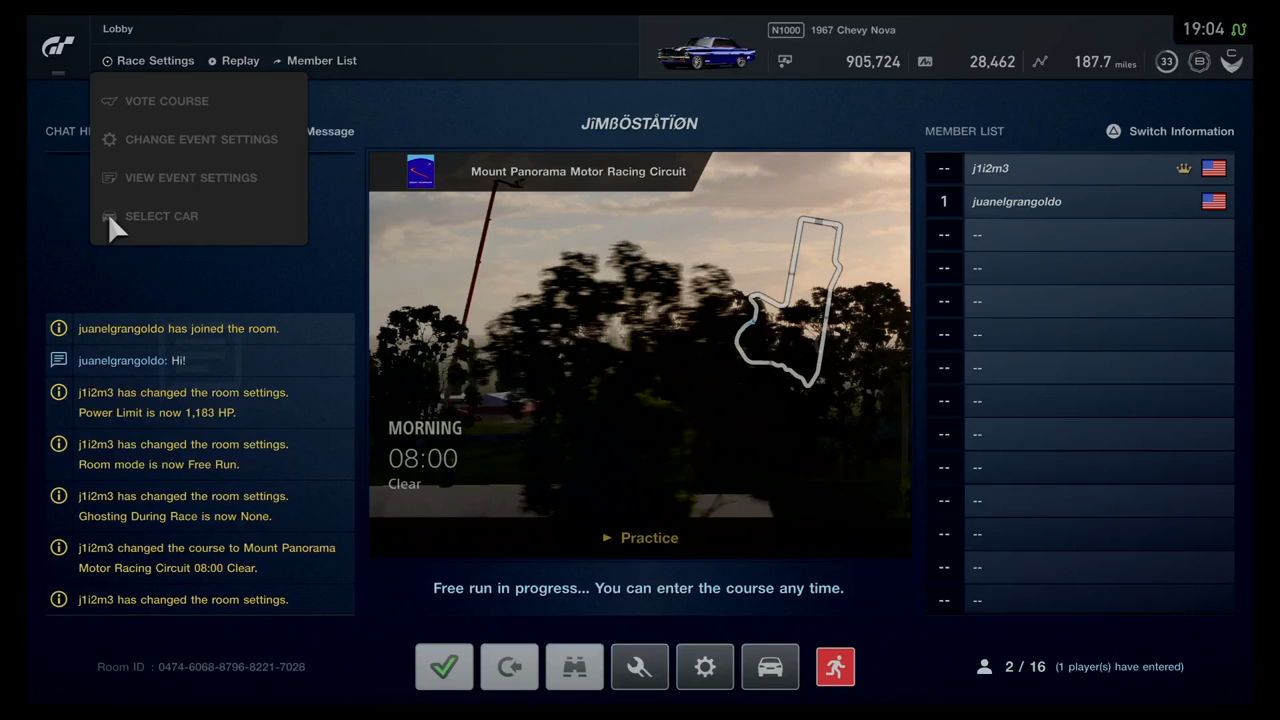 Lobby
N1000 1967 Chevy Nova
19:04
Race Settings Replay Member List
905,724 28,462 187.7 miles 33 B C
VOTE COURSE
CHANGE EVENT SETTINGS
VIEW EVENT SETTINGS
SELECT CAR
CHAT HI Message
JïMßÖSTÅTÏØN
MEMBER LIST Switch Information
Mount Panorama Motor Racing Circuit
MORNING
08:00
Clear
Practice
Free run in progress... You can enter the course any time.
juanelgrangoldo has joined the room.
juanelgrangoldo: Hi!
j1i2m3 has changed the room settings.
Power Limit is now 1,183 HP.
j1i2m3 has changed the room settings.
Room mode is now Free Run.
j1i2m3 has changed the room settings.
Ghosting During Race is now None.
j1i2m3 changed the course to Mount Panorama
Motor Racing Circuit 08:00 Clear.
j1i2m3 has changed the room settings.
-- j1i2m3
1 juanelgrangoldo
-- --
-- --
-- --
-- --
-- --
-- --
-- --
-- --
-- --
-- --
-- --
-- --
Room ID : 0474-6068-8796-8221-7028
2 / 16 (1 player(s) have entered)